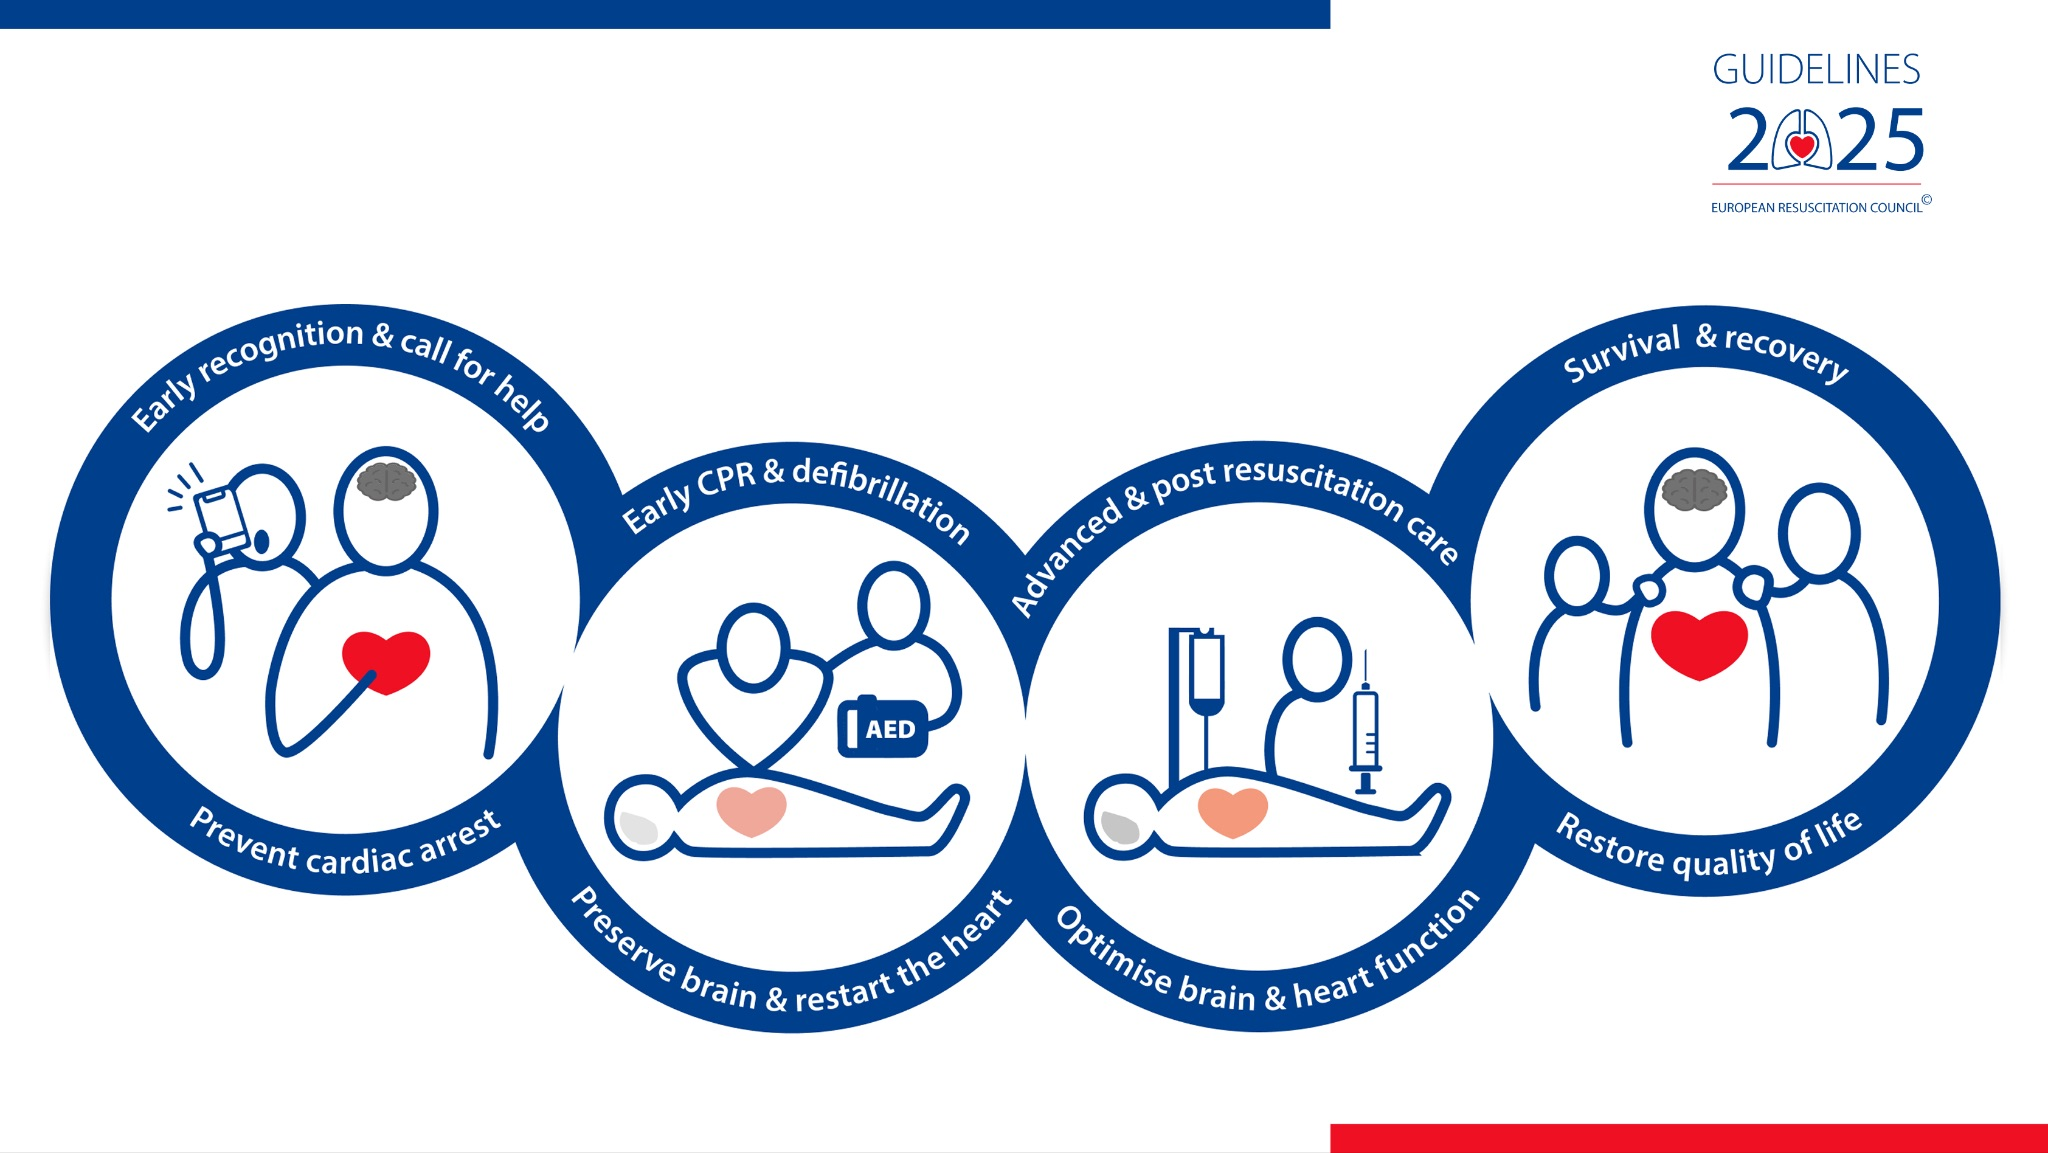 GUIDELINES
2025
EUROPEAN RESUSCITATION COUNCIL©
Early recognition & call for help
Prevent cardiac arrest
Early CPR & defibrillation
AED
Preserve brain & restart the heart
Advanced & post resuscitation care
Optimise brain & heart function
Survival & recovery
Restore quality of life